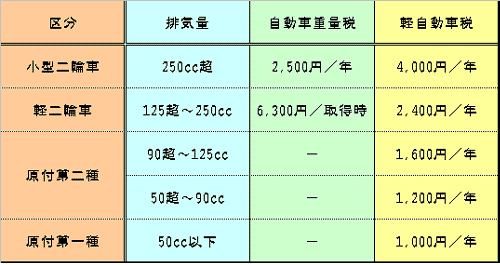 区分 排気量 自動車重量税 軽自動車税
小型二輪車 250cc超 2,500円／年 4,000円／年
軽二輪車 125超～250cc 6,300円／取得時 2,400円／年
原付第二種 90超～125cc － 1,600円／年
50超～90cc － 1,200円／年
原付第一種 50cc以下 － 1,000円／年